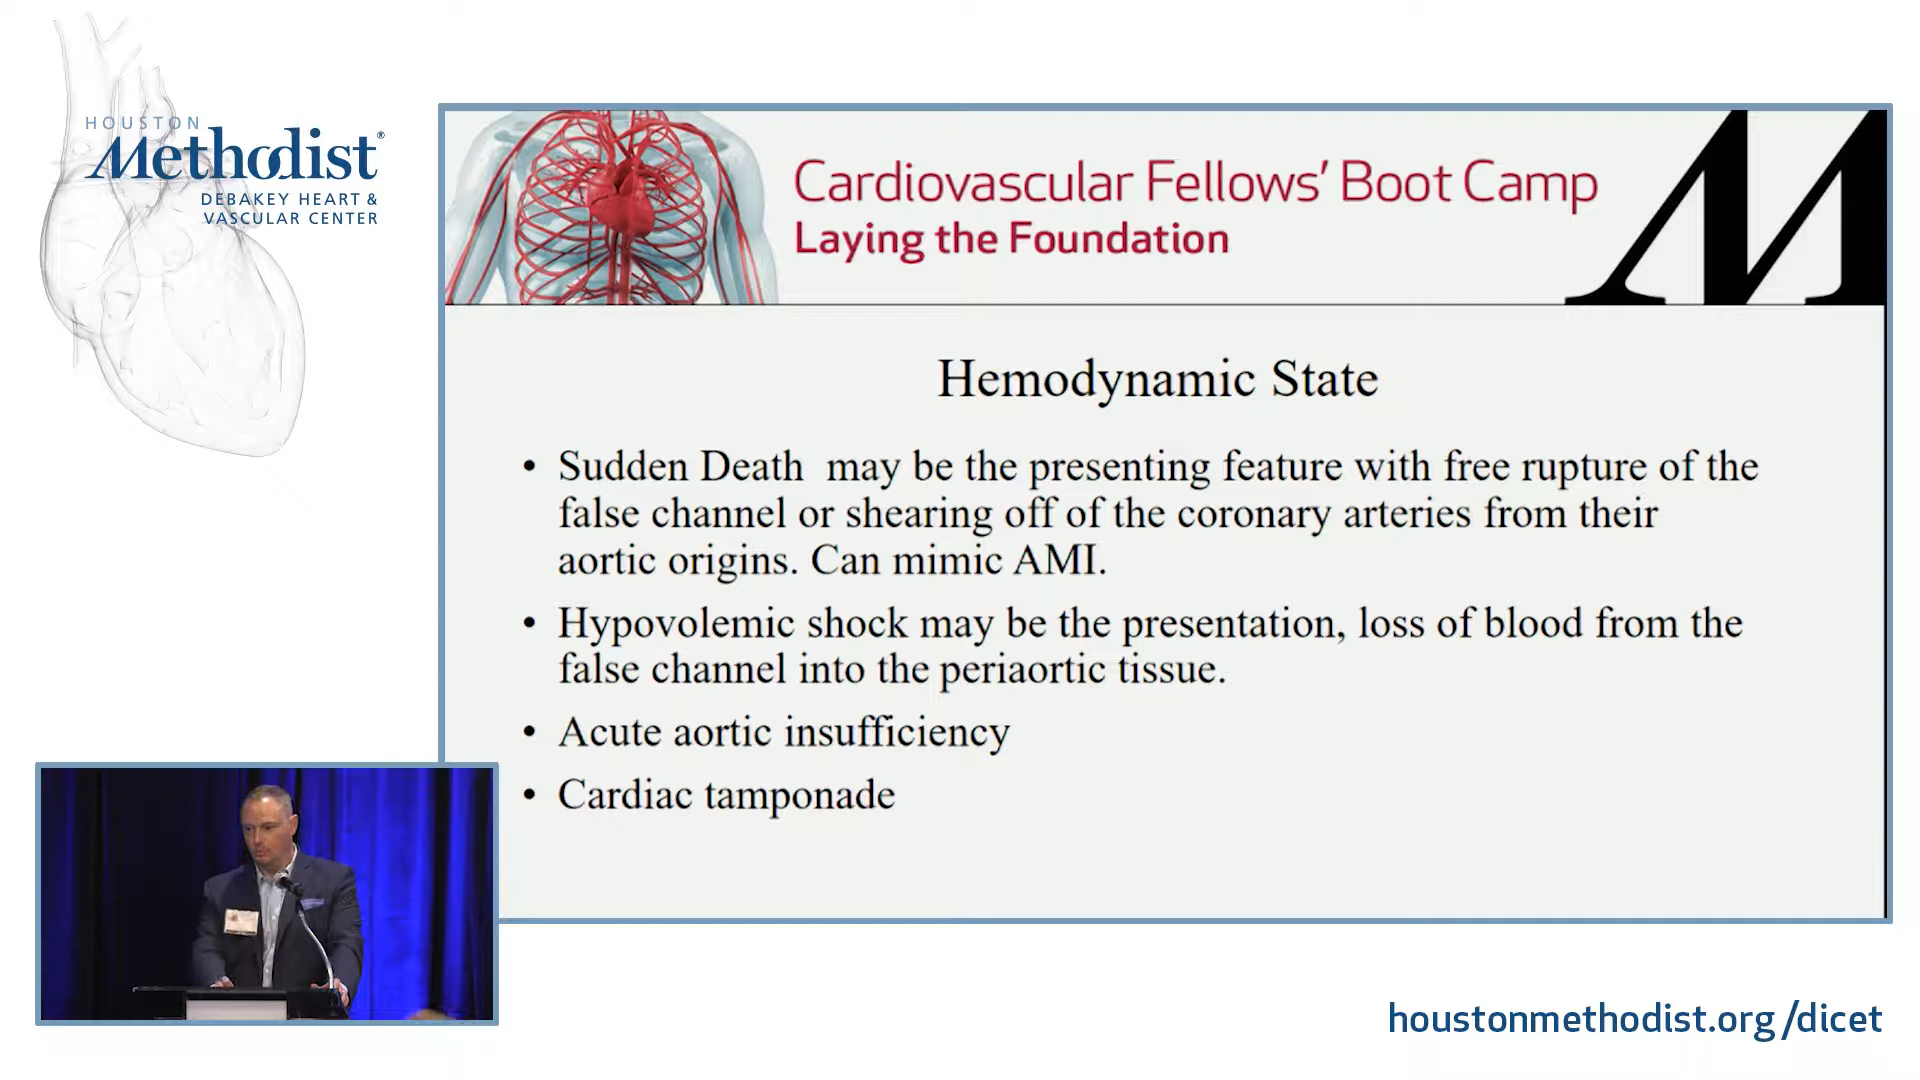 HOUSTON
Methodist®
DEBAKEY HEART &
VASCULAR CENTER
Cardiovascular Fellows' Boot Camp
Laying the Foundation
M
Hemodynamic State
• Sudden Death may be the presenting feature with free rupture of the
false channel or shearing off of the coronary arteries from their
aortic origins. Can mimic AMI.
• Hypovolemic shock may be the presentation, loss of blood from the
false channel into the periaortic tissue.
• Acute aortic insufficiency
• Cardiac tamponade
houstonmethodist.org/dicet